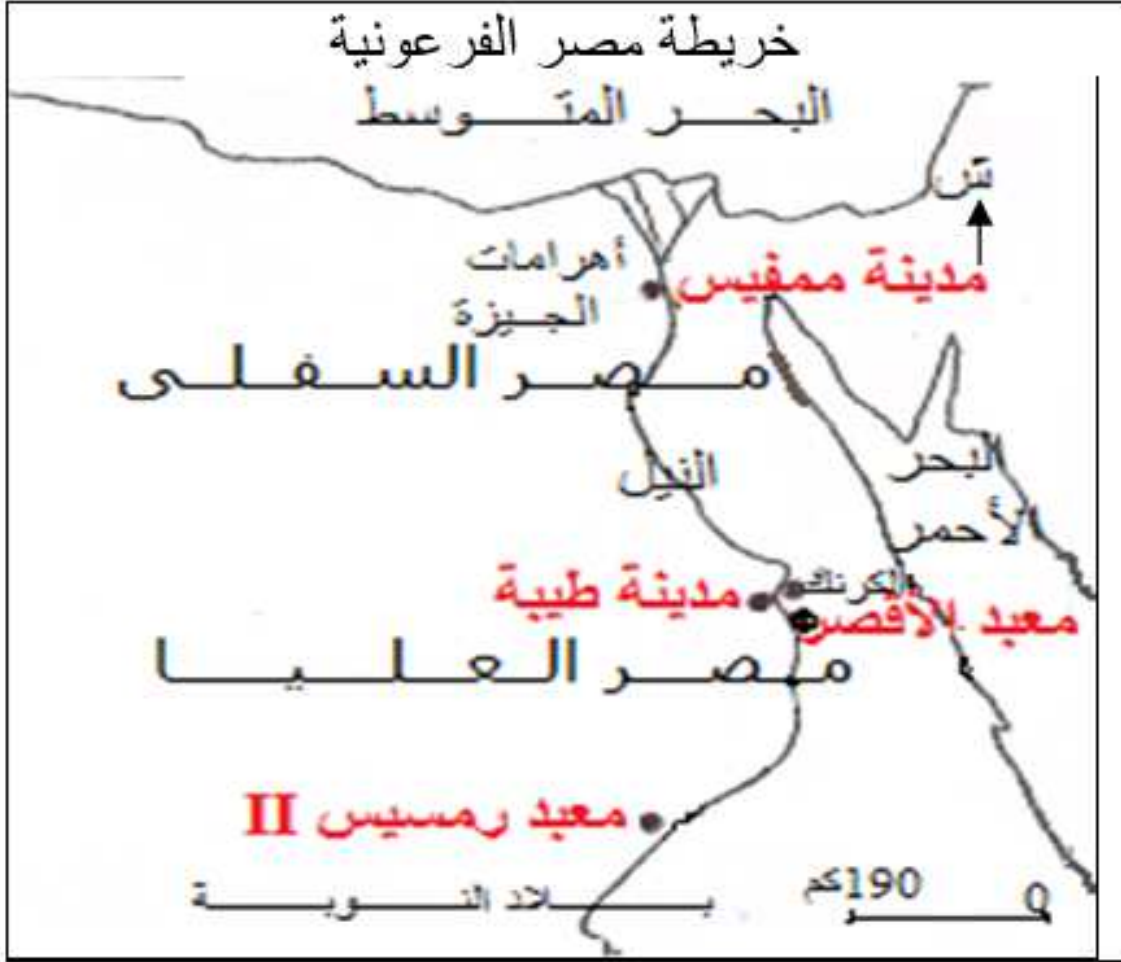 خريطة مصر الفرعونية
البحر المتوسط
ش
أهرامات
الجيزة
مدينة ممفيس
مصر السفلى
النيل
البحر
الأحمر
الكرنك
مدينة طيبة
معبد الأقصر
مصر العليا
معبد رمسيس II
بلاد النوبة
190كم 0